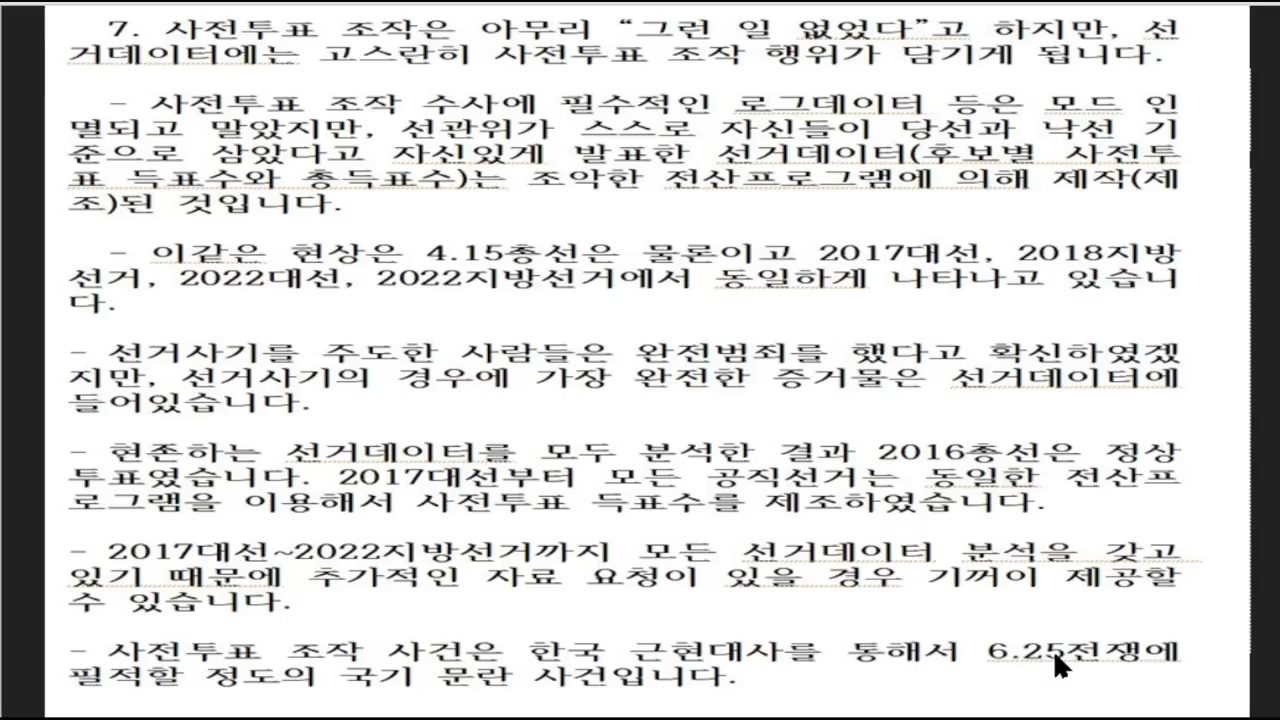 7. 사전투표 조작은 아무리 “그런 일 없었다”고 하지만, 선
거데이터에는 고스란히 사전투표 조작 행위가 담기게 됩니다.
- 사전투표 조작 수사에 필수적인 로그데이터 등은 모드 인
멸되고 말았지만, 선관위가 스스로 자신들이 당선과 낙선 기
준으로 삼았다고 자신있게 발표한 선거데이터(후보별 사전투
표 득표수와 총득표수)는 조악한 전산프로그램에 의해 제작(제
조)된 것입니다.
- 이같은 현상은 4.15총선은 물론이고 2017대선, 2018지방
선거, 2022대선, 2022지방선거에서 동일하게 나타나고 있습니
다.
- 선거사기를 주도한 사람들은 완전범죄를 했다고 확신하였겠
지만, 선거사기의 경우에 가장 완전한 증거물은 선거데이터에
들어있습니다.
- 현존하는 선거데이터를 모두 분석한 결과 2016총선은 정상
투표였습니다. 2017대선부터 모든 공직선거는 동일한 전산프
로그램을 이용해서 사전투표 득표수를 제조하였습니다.
- 2017대선~2022지방선거까지 모든 선거데이터 분석을 갖고
있기 때문에 추가적인 자료 요청이 있을 경우 기꺼이 제공할
수 있습니다.
- 사전투표 조작 사건은 한국 근현대사를 통해서 6.25전쟁에
필적할 정도의 국기 문란 사건입니다.